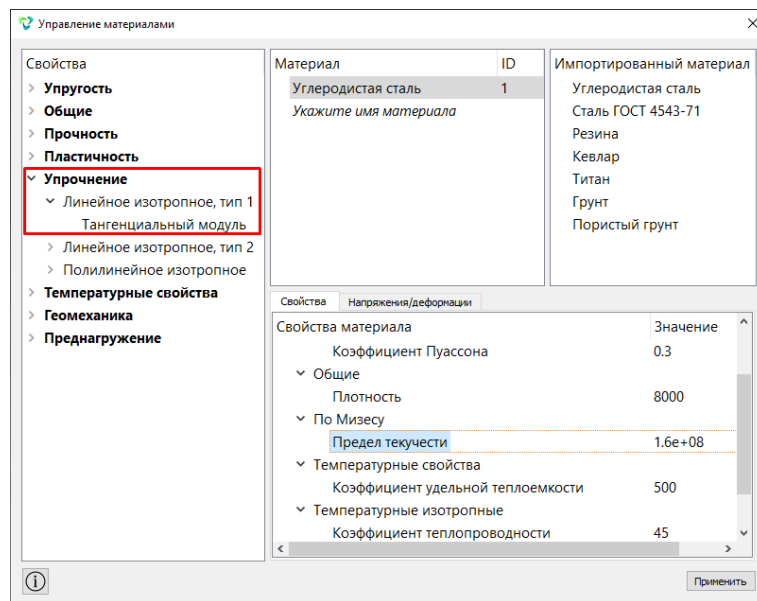 Управление материалами
Свойства
Упругость
Общие
Прочность
Пластичность
Упрочнение
Линейное изотропное, тип 1
Тангенциальный модуль
Линейное изотропное, тип 2
Полилинейное изотропное
Температурные свойства
Геомеханика
Преднагружение
Материал ID
Углеродистая сталь 1
Укажите имя материала
Импортированный материал
Углеродистая сталь
Сталь ГОСТ 4543-71
Резина
Кевлар
Титан
Грунт
Пористый грунт
Свойства Напряжения/деформации
Свойства материала Значение
Коэффициент Пуассона 0.3
Общие
Плотность 8000
По Мизесу
Предел текучести 1.6e+08
Температурные свойства
Коэффициент удельной теплоемкости 500
Температурные изотропные
Коэффициент теплопроводности 45
Применить